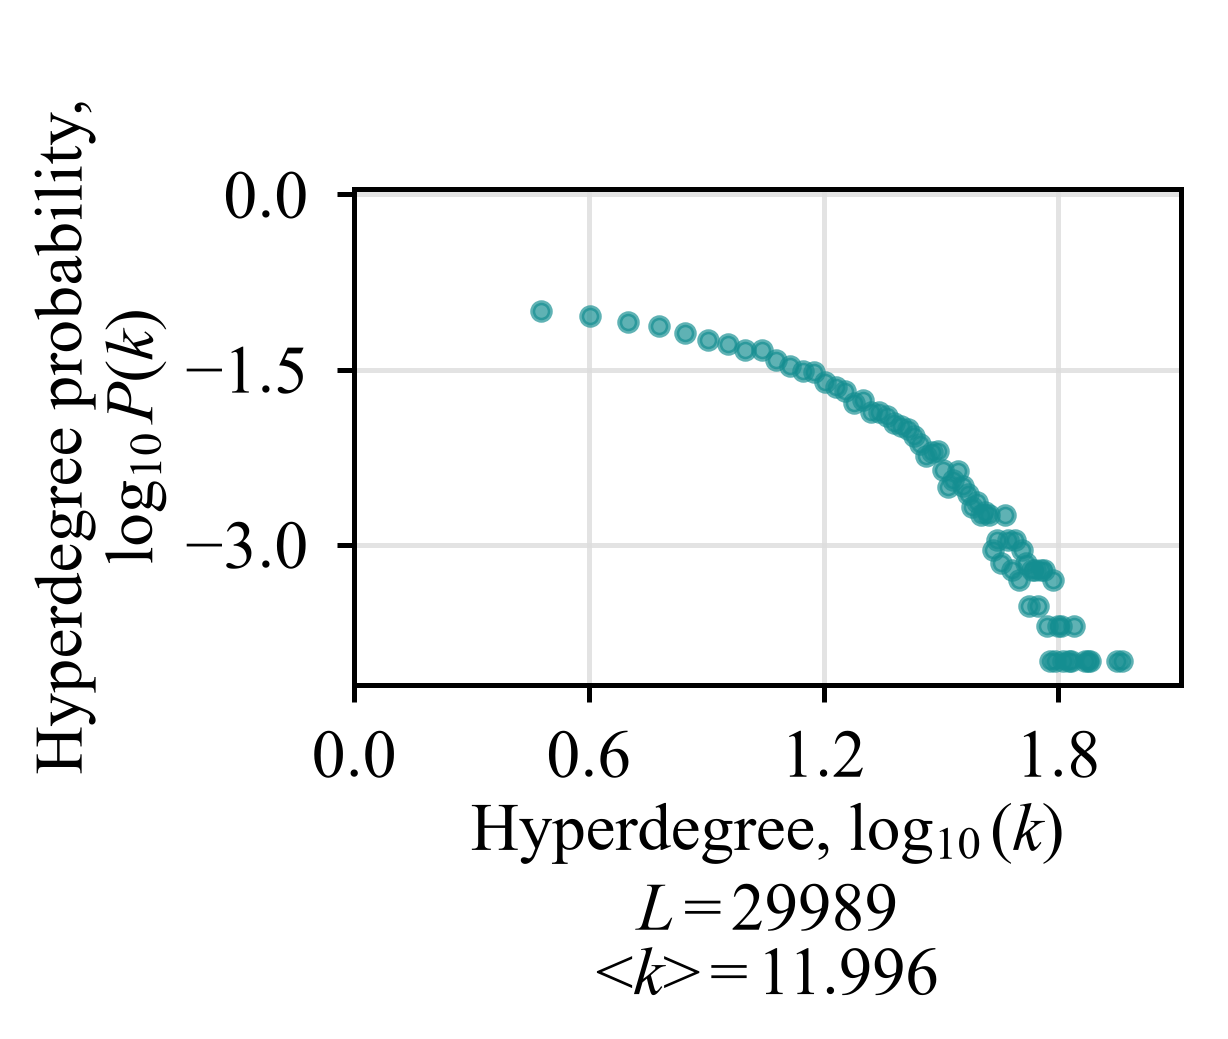 Hyperdegree probability,
log₁₀ P(k)
0.0
−1.5
−3.0
0.0 0.6 1.2 1.8
Hyperdegree, log₁₀ (k)
L = 29989
<k> = 11.996